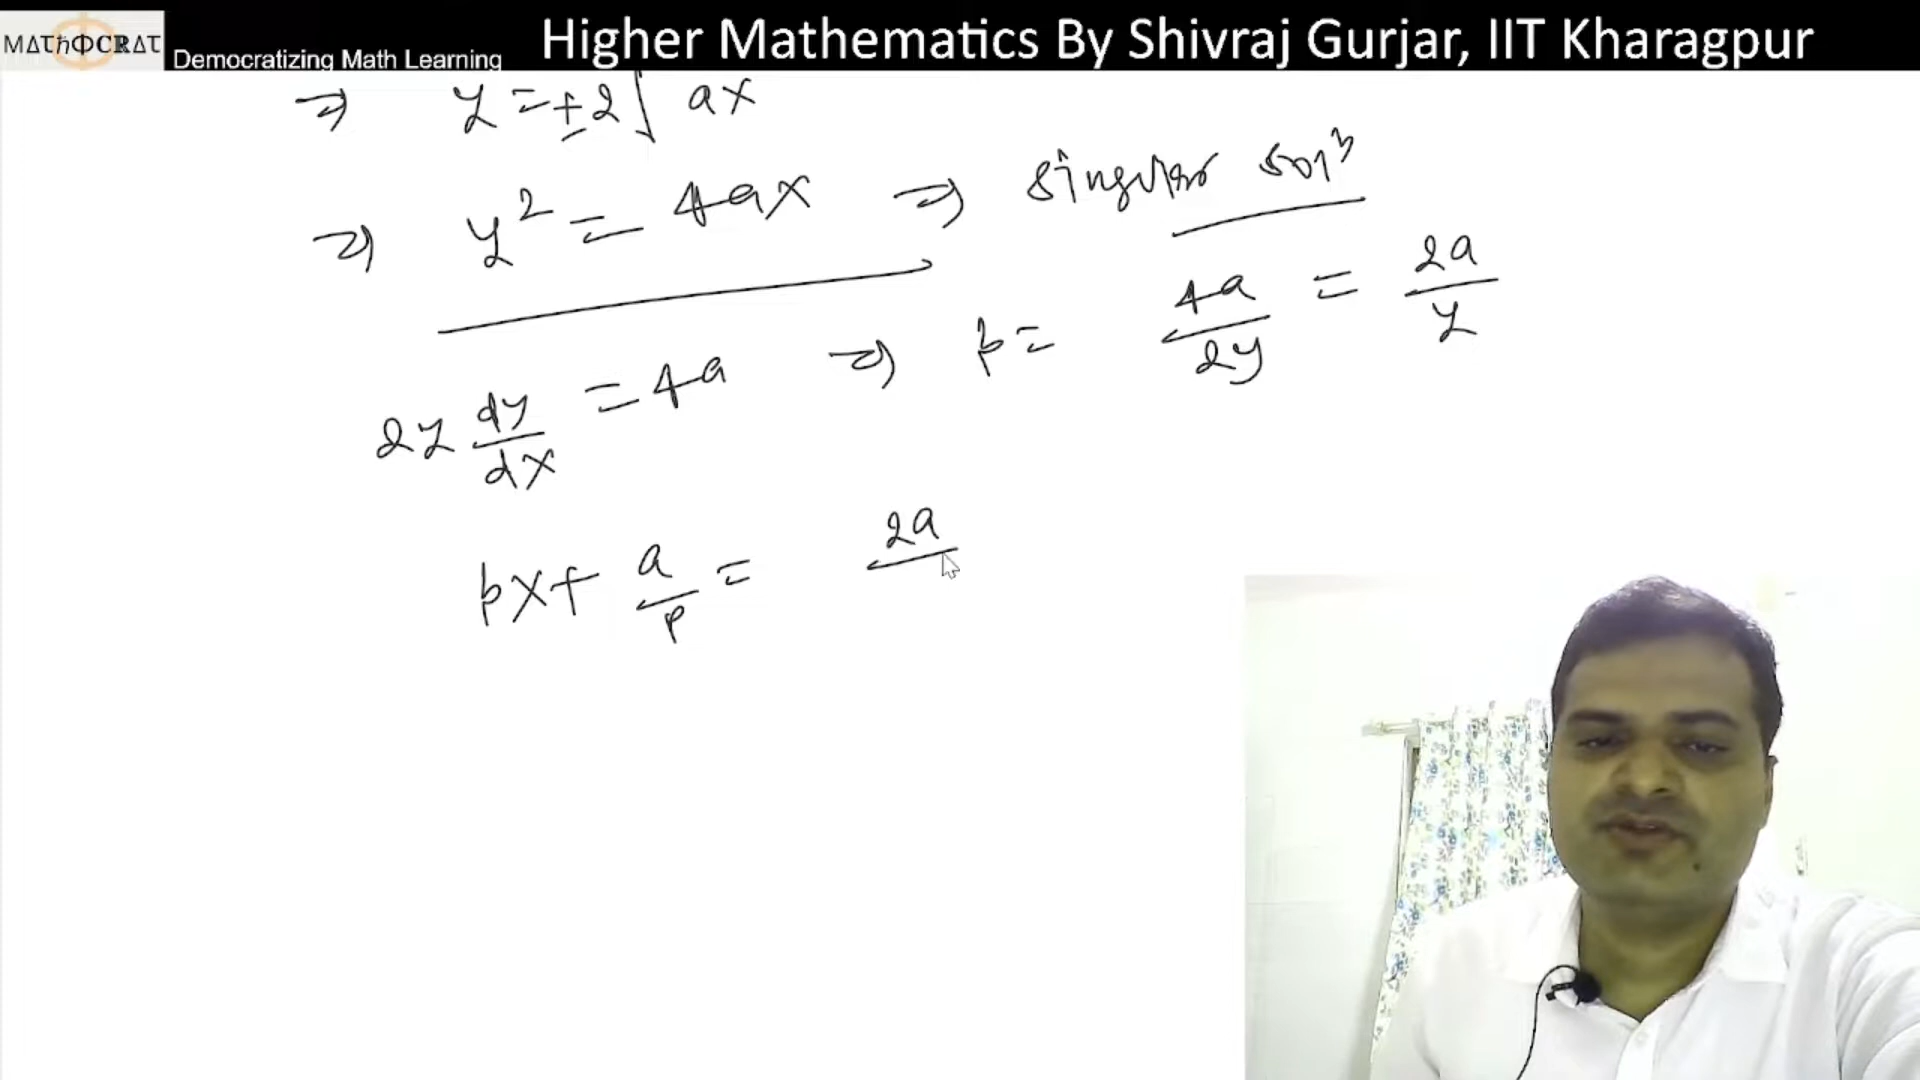 MΔTℏΦCRΔT Democratizing Math Learning Higher Mathematics By Shivraj Gurjar, IIT Kharagpur
⇒ y = ±2√ax
⇒ y² = 4ax ⇒ singular solⁿ
2y dy/dx = 4a ⇒ p = 4a/2y = 2a/y
px + a/p = 2a/